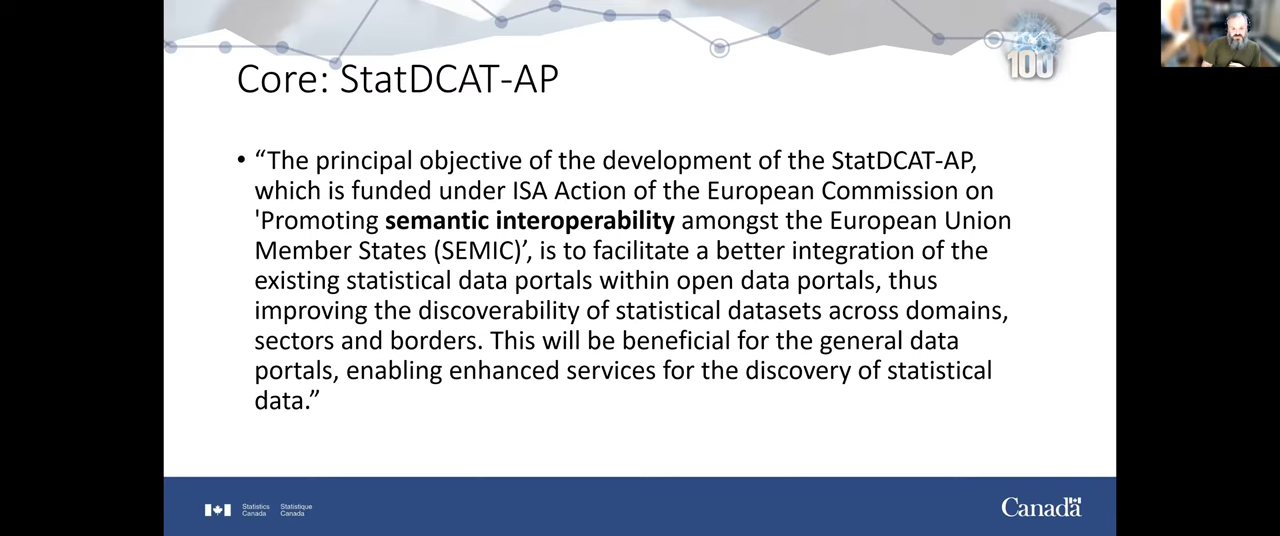 100
Core: StatDCAT-AP
• “The principal objective of the development of the StatDCAT-AP,
which is funded under ISA Action of the European Commission on
'Promoting semantic interoperability amongst the European Union
Member States (SEMIC)’, is to facilitate a better integration of the
existing statistical data portals within open data portals, thus
improving the discoverability of statistical datasets across domains,
sectors and borders. This will be beneficial for the general data
portals, enabling enhanced services for the discovery of statistical
data.”
Statistics Statistique
Canada Canada
Canada